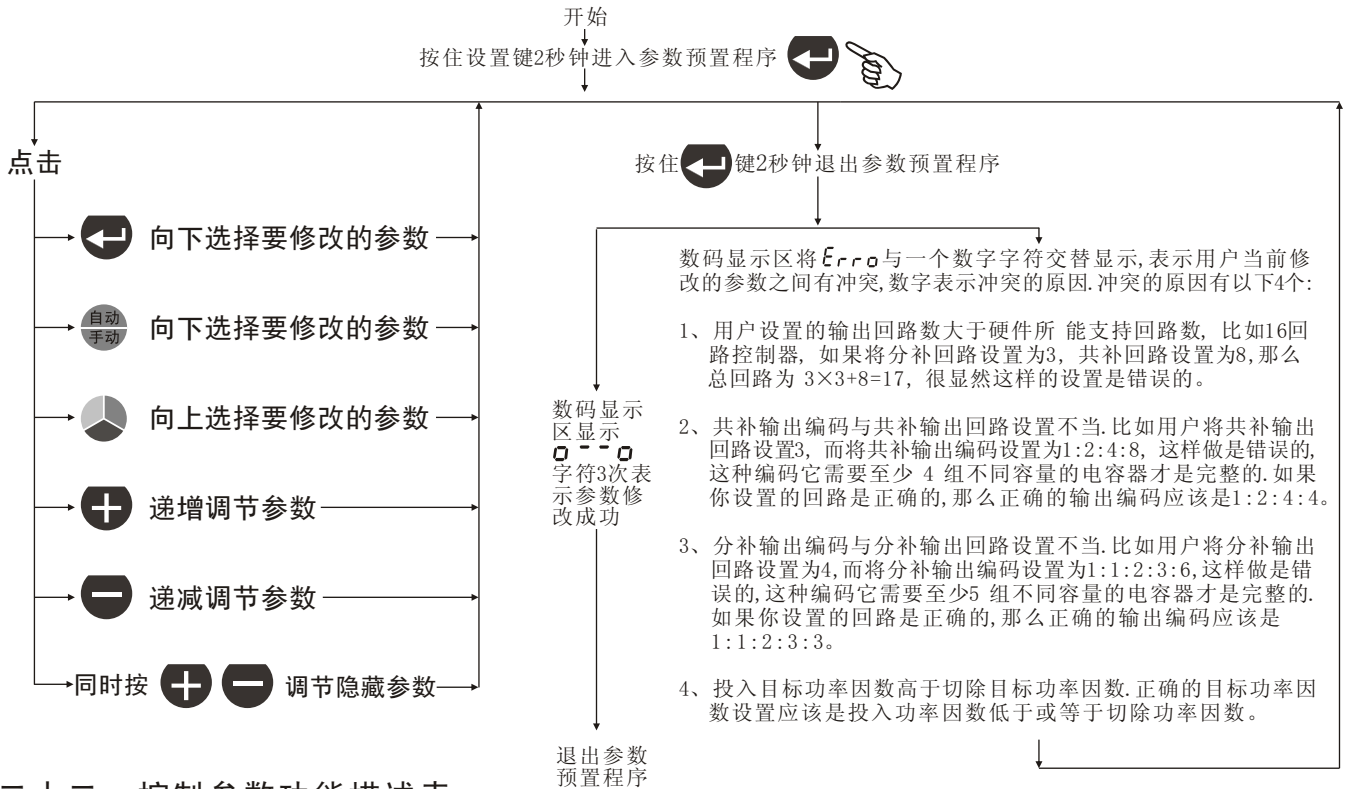 开始
按住设置键2秒钟进入参数预置程序
点击
向下选择要修改的参数
自动
手动
向下选择要修改的参数
向上选择要修改的参数
递增调节参数
递减调节参数
同时按 调节隐藏参数
按住 键2秒钟退出参数预置程序
数码显示
区显示
o--o
字符3次表
示参数修
改成功
退出参数
预置程序
数码显示区将Erro与一个数字字符交替显示,表示用户当前修
改的参数之间有冲突,数字表示冲突的原因.冲突的原因有以下4个:
1、用户设置的输出回路数大于硬件所 能支持回路数, 比如16回
路控制器, 如果将分补回路设置为3, 共补回路设置为8,那么
总回路为 3×3+8=17, 很显然这样的设置是错误的。
2、共补输出编码与共补输出回路设置不当.比如用户将共补输出
回路设置3, 而将共补输出编码设置为1:2:4:8, 这样做是错误的,
这种编码它需要至少 4 组不同容量的电容器才是完整的.如果
你设置的回路是正确的,那么正确的输出编码应该是1:2:4:4。
3、分补输出编码与分补输出回路设置不当.比如用户将分补输出
回路设置为4,而将分补输出编码设置为1:1:2:3:6,这样做是错
误的,这种编码它需要至少5 组不同容量的电容器才是完整的.
如果你设置的回路是正确的,那么正确的输出编码应该是
1:1:2:3:3。
4、投入目标功率因数高于切除目标功率因数.正确的目标功率因
数设置应该是投入功率因数低于或等于切除功率因数。